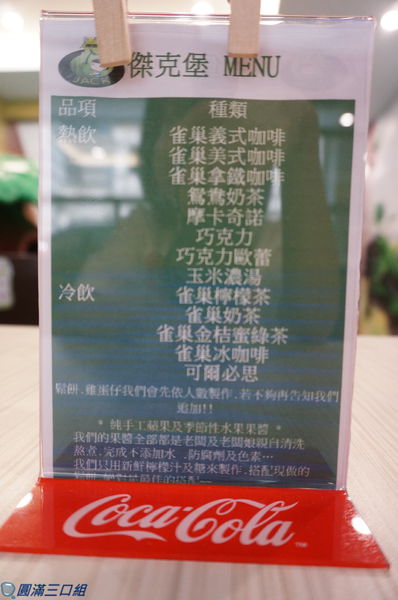 JACK
傑克堡 MENU
品項 種類
熱飲 雀巢義式咖啡
雀巢美式咖啡
雀巢拿鐵咖啡
鴛鴦奶茶
摩卡奇諾
巧克力
巧克力歐蕾
玉米濃湯
冷飲 雀巢檸檬茶
雀巢奶茶
雀巢金桔蜜綠茶
雀巢冰咖啡
可爾必思
鬆餅.雞蛋仔我們會先依人數製作.若不夠再告知我們
追加!!
* 純手工蘋果及季節性水果果醬 *
我們的果醬全部都是老闆及老闆娘親自清洗
熬煮.完成不添加水.防腐劑及色素…
我們只用新鮮檸檬汁及糖來製作.搭配現做的
Coca-Cola
圓滿三口組